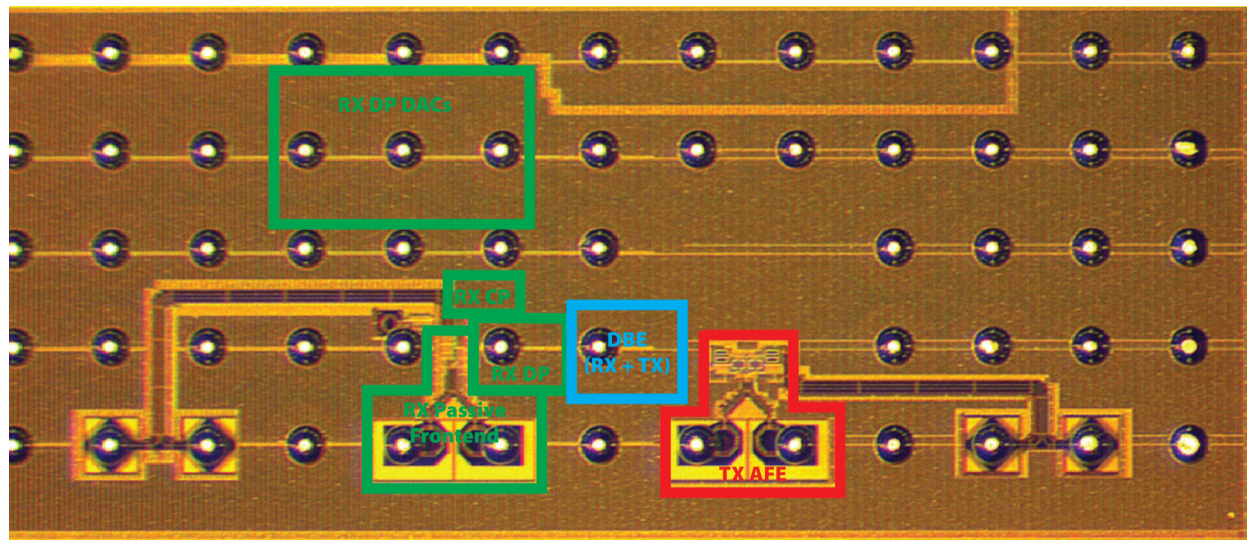 RX DP DACs
RX CP
DBE
(RX + TX)
RX DP
RX Passive
Frontend
TX AFE